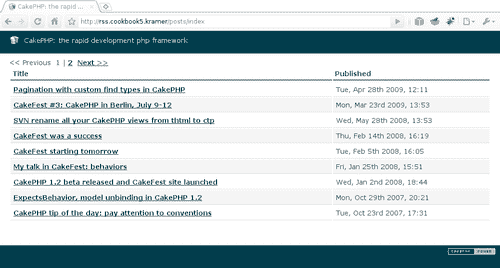 CakePHP: the rapid
http://rss.cookbook5.kramer/posts/index
CakePHP: the rapid development php framework
<< Previous 1 | 2 Next >>
Title Published
Pagination with custom find types in CakePHP Tue, Apr 28th 2009, 12:11
CakeFest #3: CakePHP in Berlin, July 9-12 Mon, Mar 23rd 2009, 13:53
SVN rename all your CakePHP views from thtml to ctp Wed, May 28th 2008, 13:53
CakeFest was a success Thu, Feb 14th 2008, 16:19
CakeFest starting tomorrow Tue, Feb 5th 2008, 16:05
My talk in CakeFest: behaviors Fri, Jan 25th 2008, 15:51
CakePHP 1.2 beta released and CakeFest site launched Wed, Jan 2nd 2008, 18:44
ExpectsBehavior, model unbinding in CakePHP 1.2 Mon, Oct 29th 2007, 20:21
CakePHP tip of the day: pay attention to conventions Tue, Oct 23rd 2007, 17:31